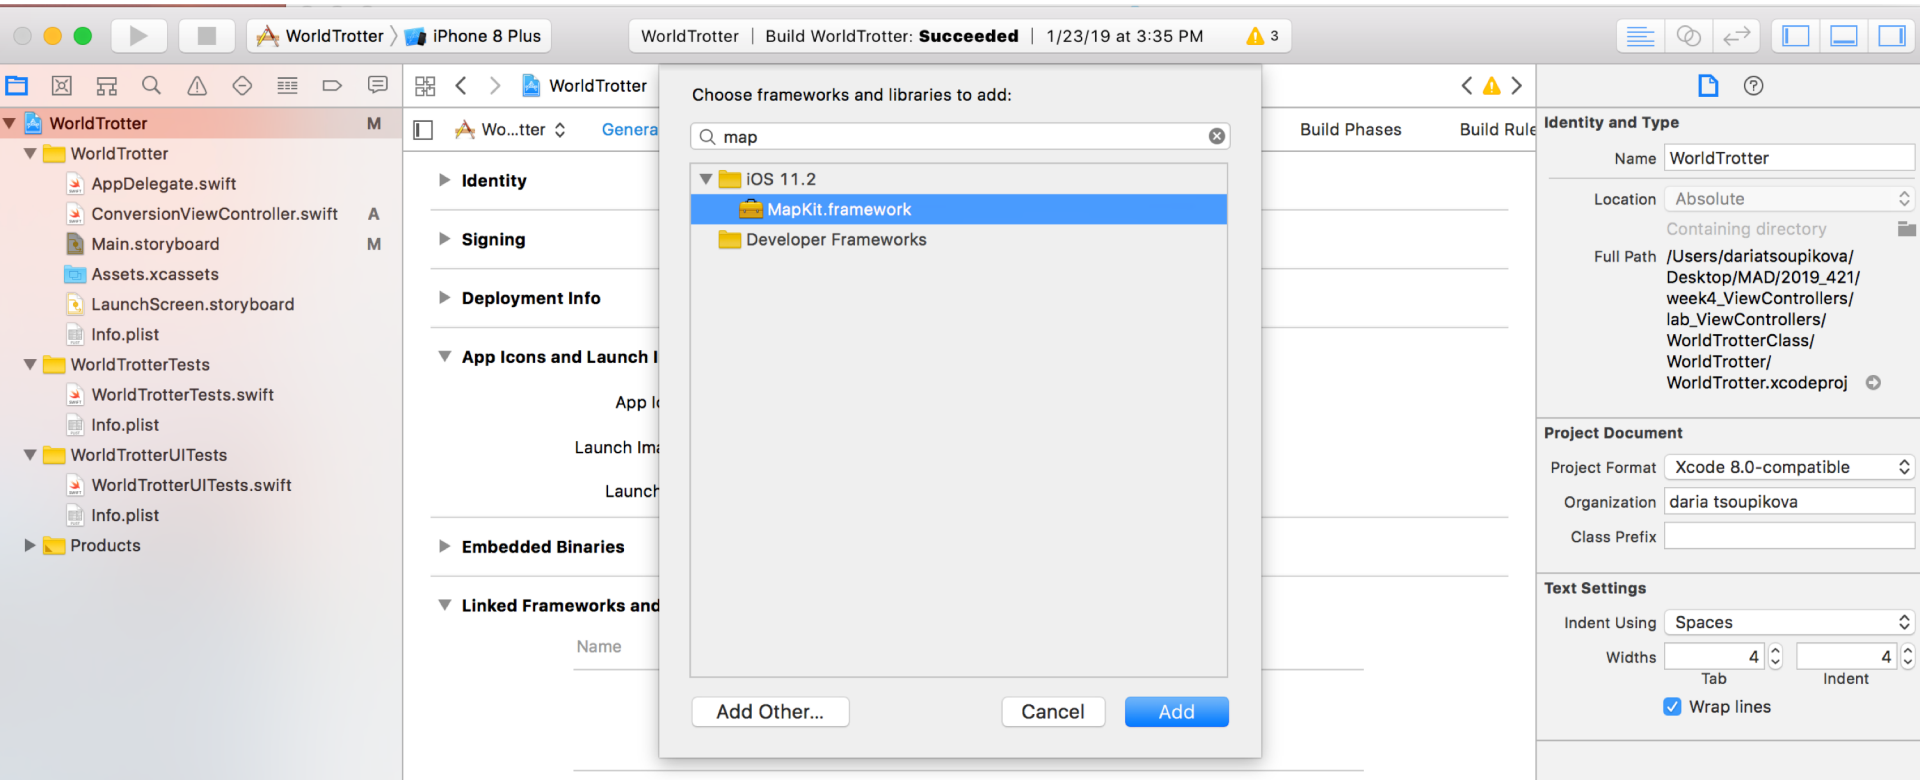 WorldTrotter
iPhone 8 Plus
WorldTrotter | Build WorldTrotter: Succeeded | 1/23/19 at 3:35 PM
3
WorldTrotter M
WorldTrotter
AppDelegate.swift
ConversionViewController.swift A
Main.storyboard M
Assets.xcassets
LaunchScreen.storyboard
Info.plist
WorldTrotterTests
WorldTrotterTests.swift
Info.plist
WorldTrotterUITests
WorldTrotterUITests.swift
Info.plist
Products
WorldTrotter
Wo...tter
Genera
Build Phases
Build Rule
Identity
Signing
Deployment Info
App Icons and Launch I
App Ic
Launch Ima
Launch
Embedded Binaries
Linked Frameworks and
Name
Choose frameworks and libraries to add:
map
iOS 11.2
MapKit.framework
Developer Frameworks
Add Other...
Cancel
Add
Identity and Type
Name WorldTrotter
Location Absolute
Containing directory
Full Path /Users/dariatsoupikova/
Desktop/MAD/2019_421/
week4_ViewControllers/
lab_ViewControllers/
WorldTrotterClass/
WorldTrotter/
WorldTrotter.xcodeproj
Project Document
Project Format Xcode 8.0-compatible
Organization daria tsoupikova
Class Prefix
Text Settings
Indent Using Spaces
Widths 4 4
Tab Indent
Wrap lines